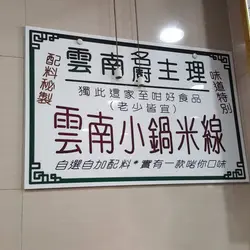 雲南名廚主理
配料秘製
味道特別
獨此這家至咁好食品
(老少皆宜)
雲南小鍋米線
自選自加配料*實有一款啱你口味